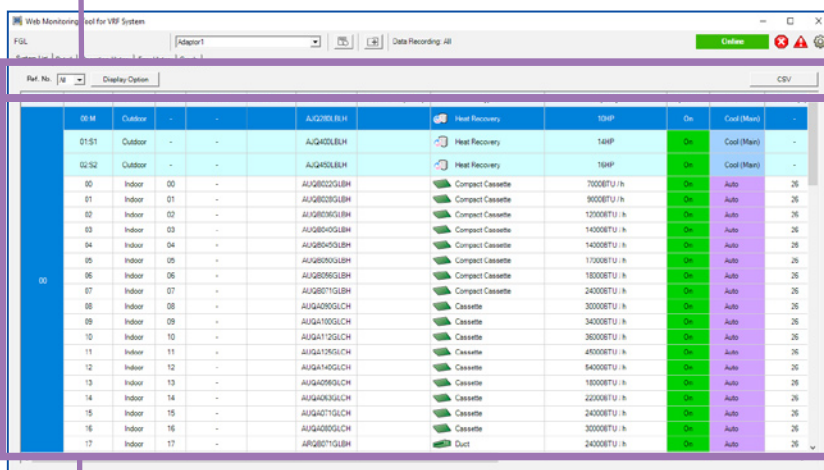 Web Monitoring Tool for VRF System
FGL Adaptor1 Data Recording: All Online
Ref. No. All Display Option CSV
00:M Outdoor - - AJQ280LBLH Heat Recovery 10HP On Cool (Main) -
01:S1 Outdoor - - AJQ400LBLH Heat Recovery 14HP On Cool (Main) -
02:S2 Outdoor - - AJQ450LBLH Heat Recovery 16HP On Cool (Main) -
00 Indoor 00 - AUQB022GLBH Compact Cassette 7000BTU / h On Auto 26
01 Indoor 01 - AUQB028GLBH Compact Cassette 9000BTU / h On Auto 26
02 Indoor 02 - AUQB036GLBH Compact Cassette 12000BTU / h On Auto 26
03 Indoor 03 - AUQB040GLBH Compact Cassette 14000BTU / h On Auto 26
04 Indoor 04 - AUQB045GLBH Compact Cassette 14000BTU / h On Auto 26
05 Indoor 05 - AUQB050GLBH Compact Cassette 17000BTU / h On Auto 26
00
06 Indoor 06 - AUQB056GLBH Compact Cassette 18000BTU / h On Auto 26
07 Indoor 07 - AUQB071GLBH Compact Cassette 24000BTU / h On Auto 26
08 Indoor 08 - AUQA090GLCH Cassette 30000BTU / h On Auto 26
09 Indoor 09 - AUQA100GLCH Cassette 34000BTU / h On Auto 26
10 Indoor 10 - AUQA112GLCH Cassette 36000BTU / h On Auto 26
11 Indoor 11 - AUQA125GLCH Cassette 45000BTU / h On Auto 26
12 Indoor 12 - AUQA140GLCH Cassette 54000BTU / h On Auto 26
13 Indoor 13 - AUQA056GLCH Cassette 18000BTU / h On Auto 26
14 Indoor 14 - AUQA063GLCH Cassette 22000BTU / h On Auto 26
15 Indoor 15 - AUQA071GLCH Cassette 24000BTU / h On Auto 26
16 Indoor 16 - AUQA080GLCH Cassette 30000BTU / h On Auto 26
17 Indoor 17 - ARQB071GLBH Duct 24000BTU / h On Auto 26